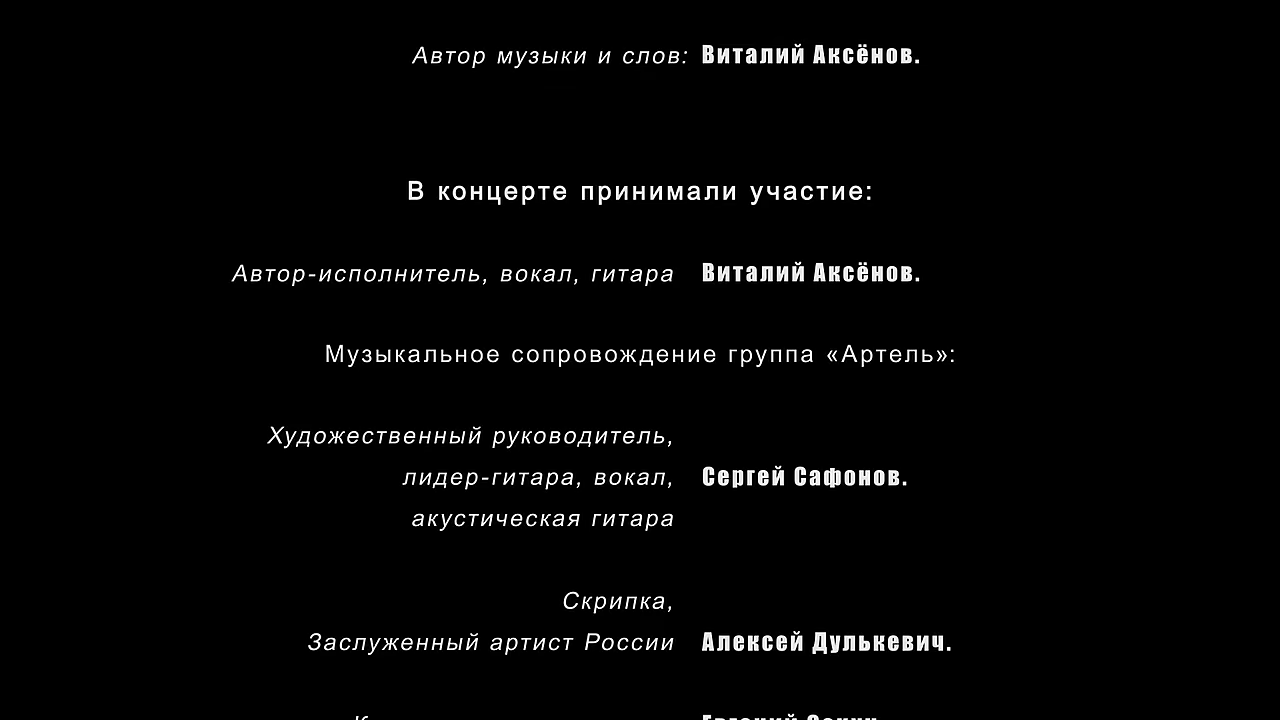 Автор музыки и слов: Виталий Аксёнов.
В концерте принимали участие:
Автор-исполнитель, вокал, гитара Виталий Аксёнов.
Музыкальное сопровождение группа «Артель»:
Художественный руководитель,
лидер-гитара, вокал, Сергей Сафонов.
акустическая гитара
Скрипка,
Заслуженный артист России Алексей Дулькевич.